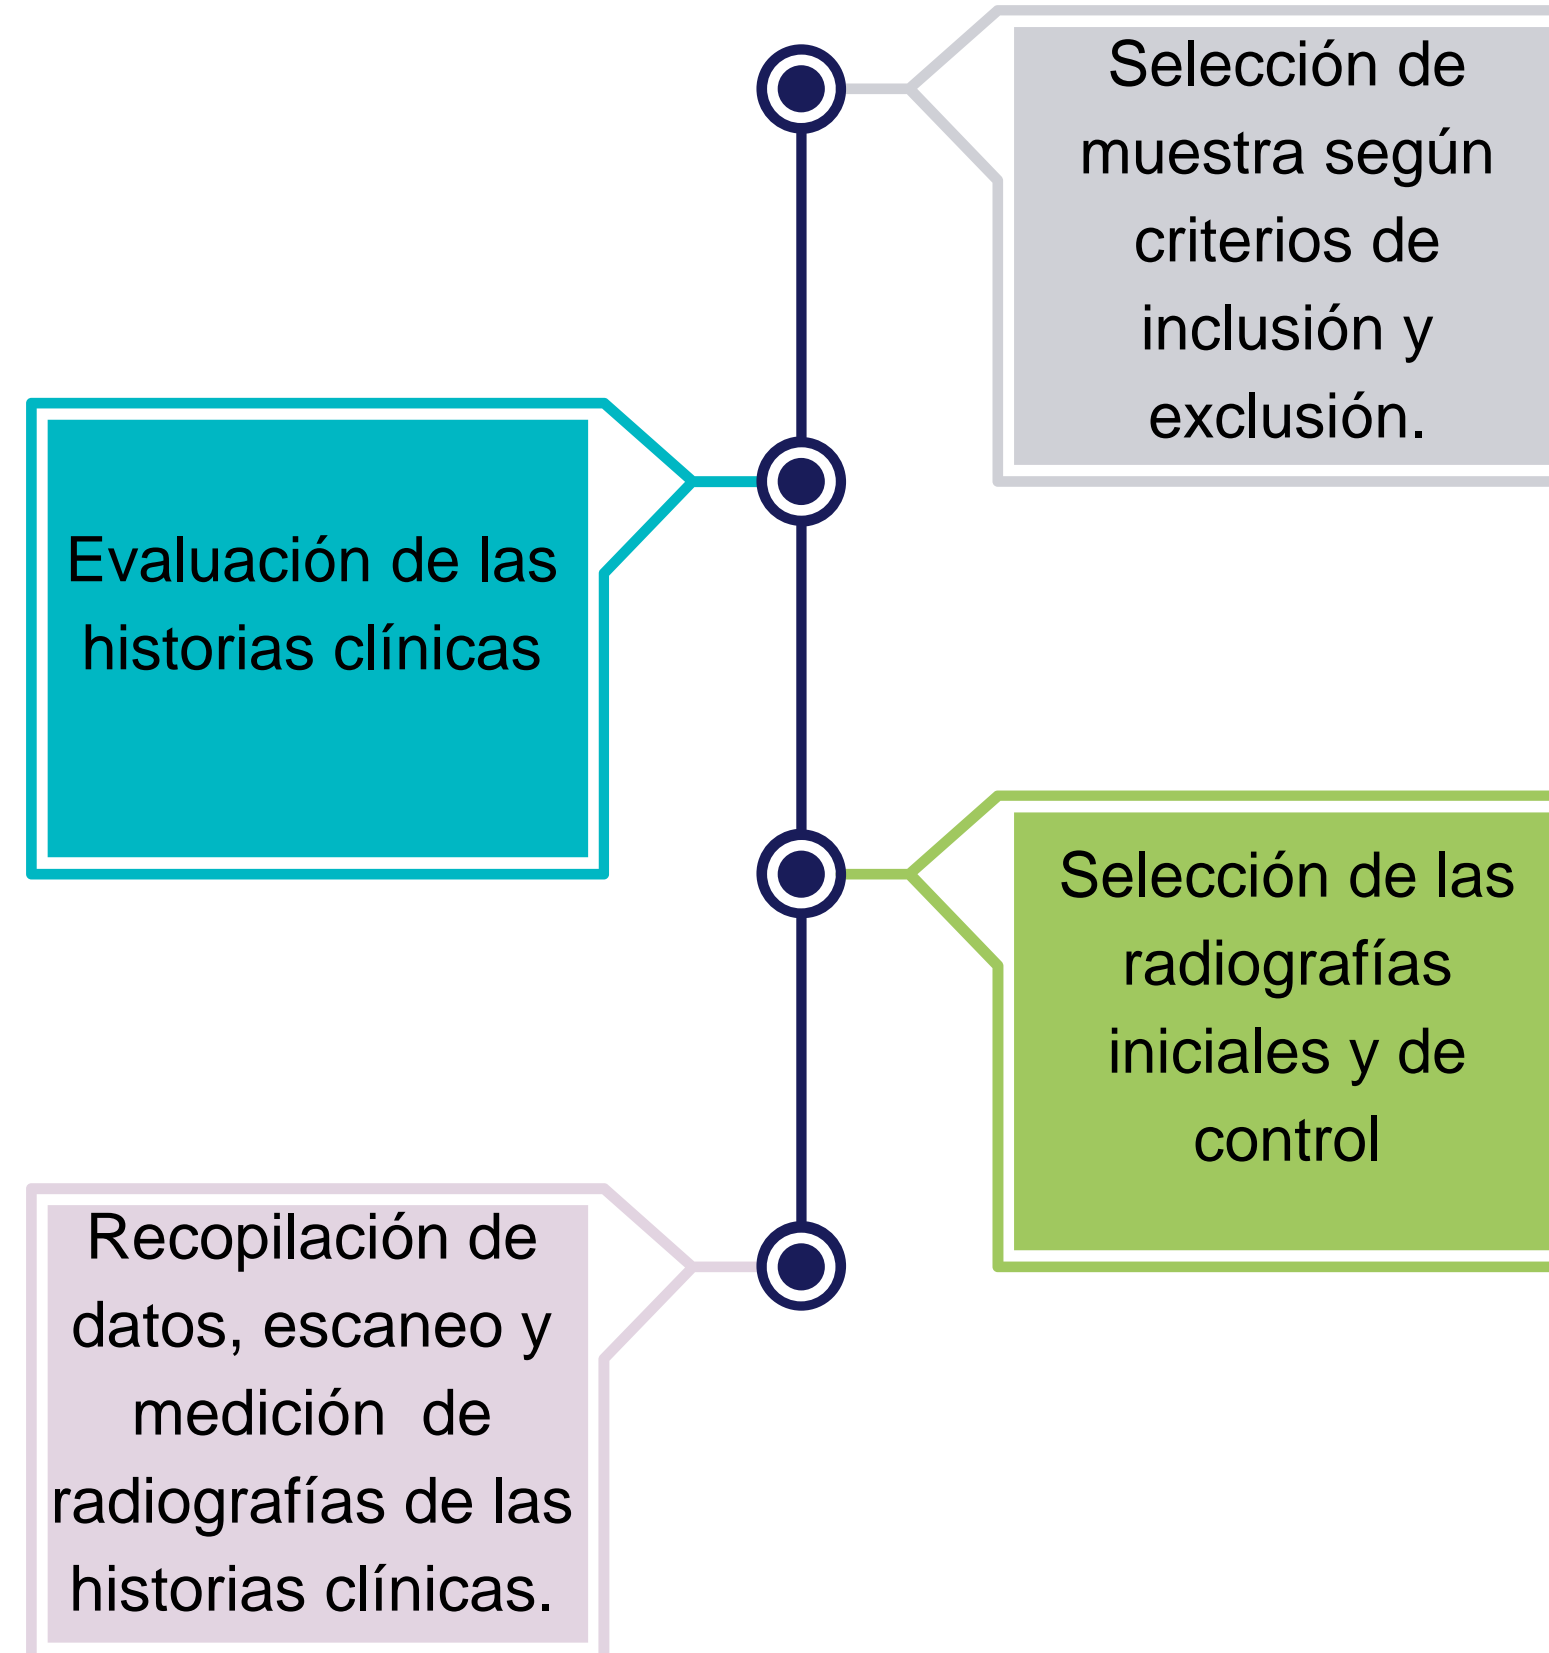 Selección de
muestra según
criterios de
inclusión y
exclusión.
Evaluación de las
historias clínicas
Selección de las
radiografías
iniciales y de
control
Recopilación de
datos, escaneo y
medición  de
radiografías de las
historias clínicas.